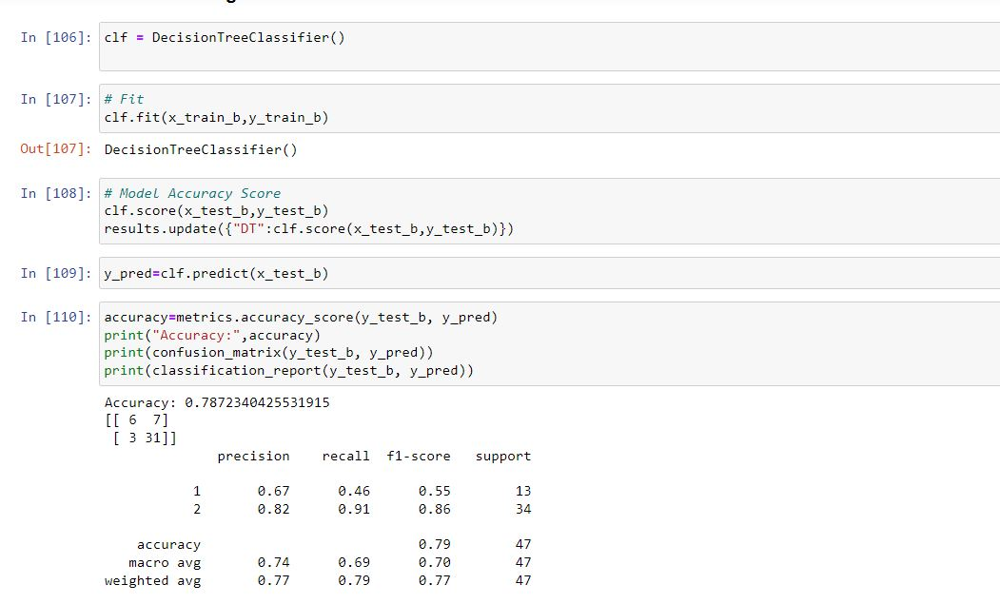 In [106]: clf = DecisionTreeClassifier()
In [107]: # Fit
clf.fit(x_train_b,y_train_b)
Out[107]: DecisionTreeClassifier()
In [108]: # Model Accuracy Score
clf.score(x_test_b,y_test_b)
results.update({"DT":clf.score(x_test_b,y_test_b)})
In [109]: y_pred=clf.predict(x_test_b)
In [110]: accuracy=metrics.accuracy_score(y_test_b, y_pred)
print("Accuracy:",accuracy)
print(confusion_matrix(y_test_b, y_pred))
print(classification_report(y_test_b, y_pred))
Accuracy: 0.7872340425531915
[[ 6  7]
 [ 3 31]]
              precision    recall  f1-score   support
           1       0.67      0.46      0.55        13
           2       0.82      0.91      0.86        34
    accuracy                           0.79        47
   macro avg       0.74      0.69      0.70        47
weighted avg       0.77      0.79      0.77        47